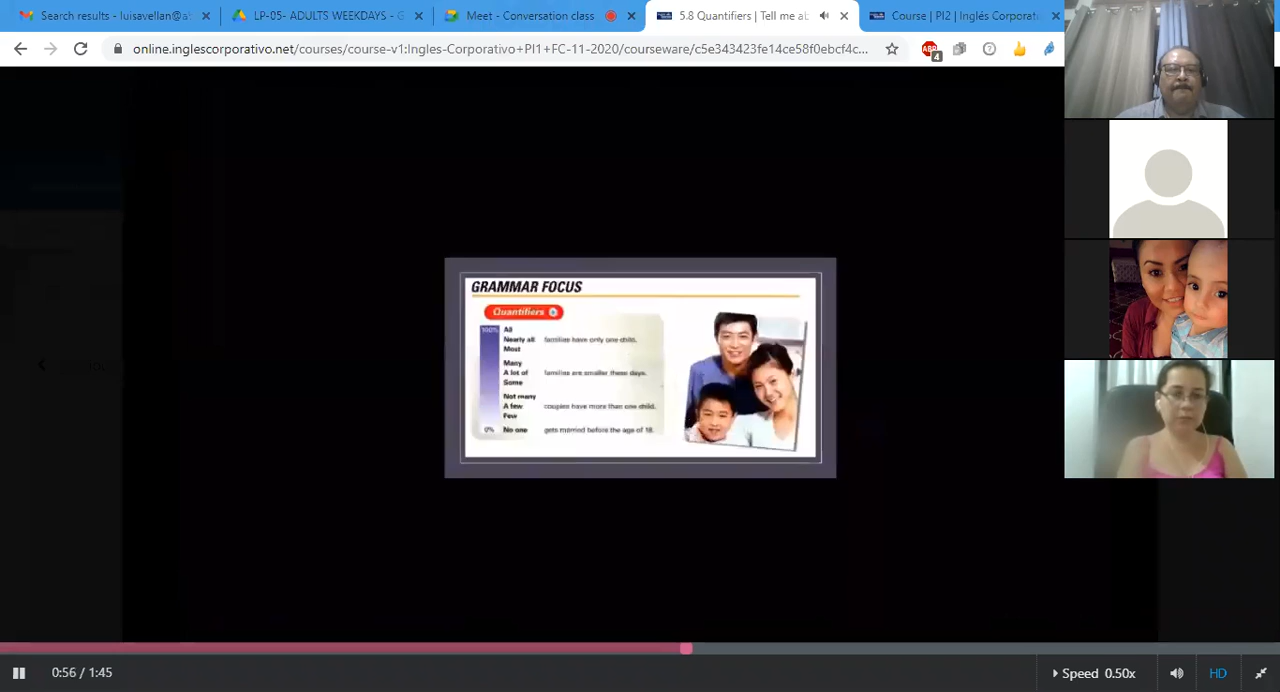 Search results - luisavellan@a
LP-05- ADULTS WEEKDAYS - G
Meet - Conversation class
5.8 Quantifiers | Tell me ab
Course | PI2 | Inglés Corporati
online.inglescorporativo.net/courses/course-v1:Ingles-Corporativo+PI1+FC-11-2020/courseware/c5e343423fe14ce58f0ebcf4c...
ABP
4
GRAMMAR FOCUS
Quantifiers
100% All
Nearly all families have only one child.
Most
Many
A lot of families are smaller these days.
Some
Not many
A few couples have more than one child.
Few
0% No one gets married before the age of 18.
0:56 / 1:45
Speed 0.50x
HD